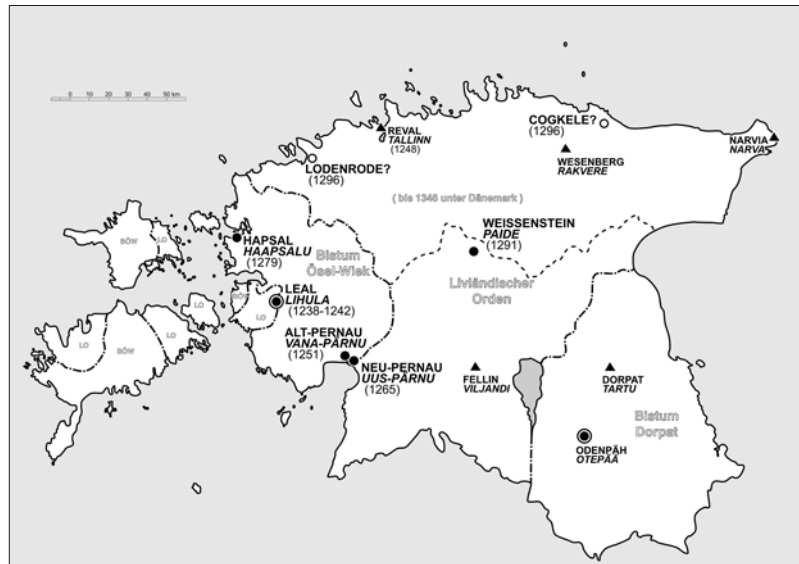 0 10 20 30 40 50 km
REVAL
TALLINN
(1248)
COGKELE?
(1296)
NARVIA
NARVA
WESENBERG
RAKVERE
LODENRODE?
(1296)
( bis 1346 unter Dänemark )
HAPSAL
HAAPSALU
(1279)
Bistum
Ösel-Wiek
WEISSENSTEIN
PAIDE
(1291)
BÖW
LO
Livländischer
Orden
LEAL
LIHULA
(1238-1242)
BÖW
LO
LO
BÖW
LO
LO
ALT-PERNAU
VANA-PÄRNU
(1251)
NEU-PERNAU
UUS-PÄRNU
(1265)
FELLIN
VILJANDI
DORPAT
TARTU
Bistum
Dorpat
ODENPÄH
OTEPÄÄ